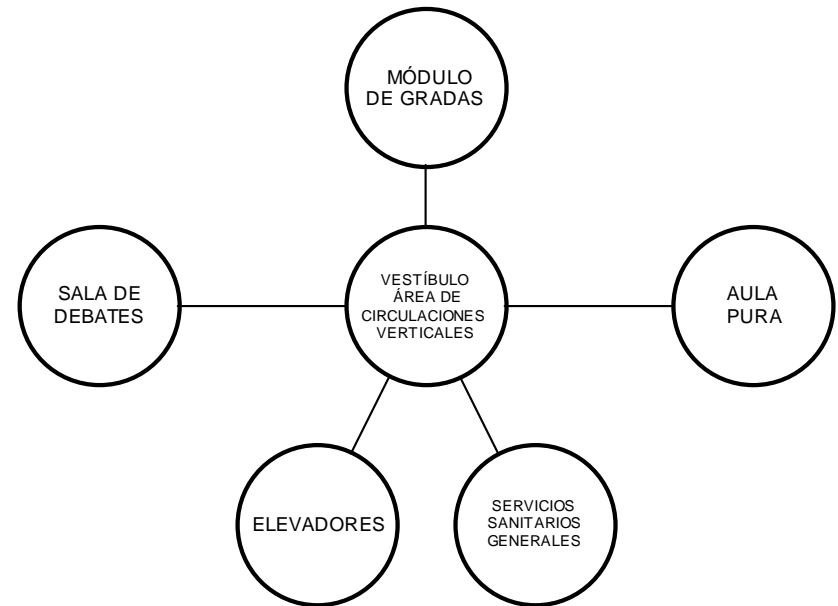 MÓDULO
DE GRADAS
SALA DE
DEBATES
VESTÍBULO
ÁREA DE
CIRCULACIONES
VERTICALES
AULA
PURA
ELEVADORES
SERVICIOS
SANITARIOS
GENERALES